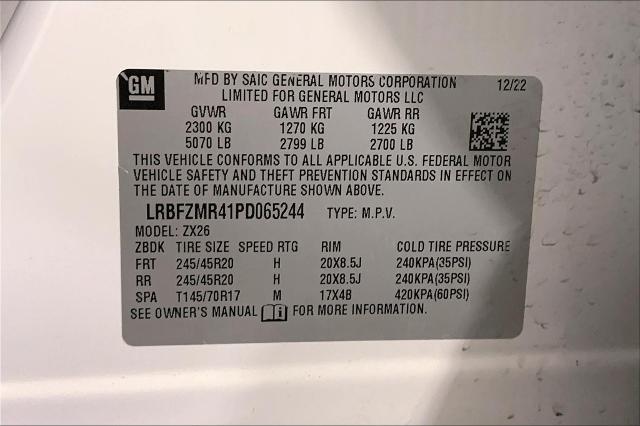 GM
MFD BY SAIC GENERAL MOTORS CORPORATION 12/22
LIMITED FOR GENERAL MOTORS LLC
GVWR GAWR FRT GAWR RR
2300 KG 1270 KG 1225 KG
5070 LB 2799 LB 2700 LB
THIS VEHICLE CONFORMS TO ALL APPLICABLE U.S. FEDERAL MOTOR
VEHICLE SAFETY AND THEFT PREVENTION STANDARDS IN EFFECT ON
THE DATE OF MANUFACTURE SHOWN ABOVE.
LRBFZMR41PD065244 TYPE: M.P.V.
MODEL: ZX26
ZBDK TIRE SIZE SPEED RTG RIM COLD TIRE PRESSURE
FRT 245/45R20 H 20X8.5J 240KPA(35PSI)
RR 245/45R20 H 20X8.5J 240KPA(35PSI)
SPA T145/70R17 M 17X4B 420KPA(60PSI)
SEE OWNER'S MANUAL i FOR MORE INFORMATION.